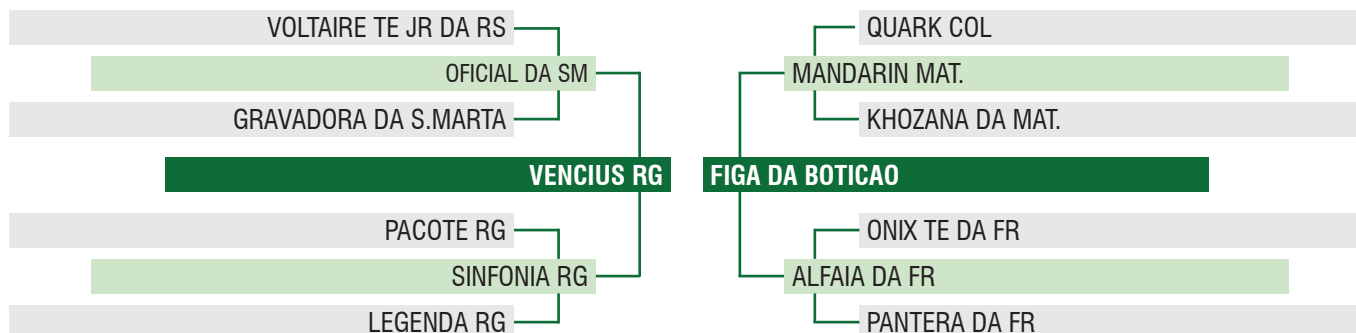 VOLTAIRE TE JR DA RS
OFICIAL DA SM
GRAVADORA DA S.MARTA
VENCIUS RG
PACOTE RG
SINFONIA RG
LEGENDA RG
QUARK COL
MANDARIN MAT.
KHOZANA DA MAT.
FIGA DA BOTICAO
ONIX TE DA FR
ALFAIA DA FR
PANTERA DA FR